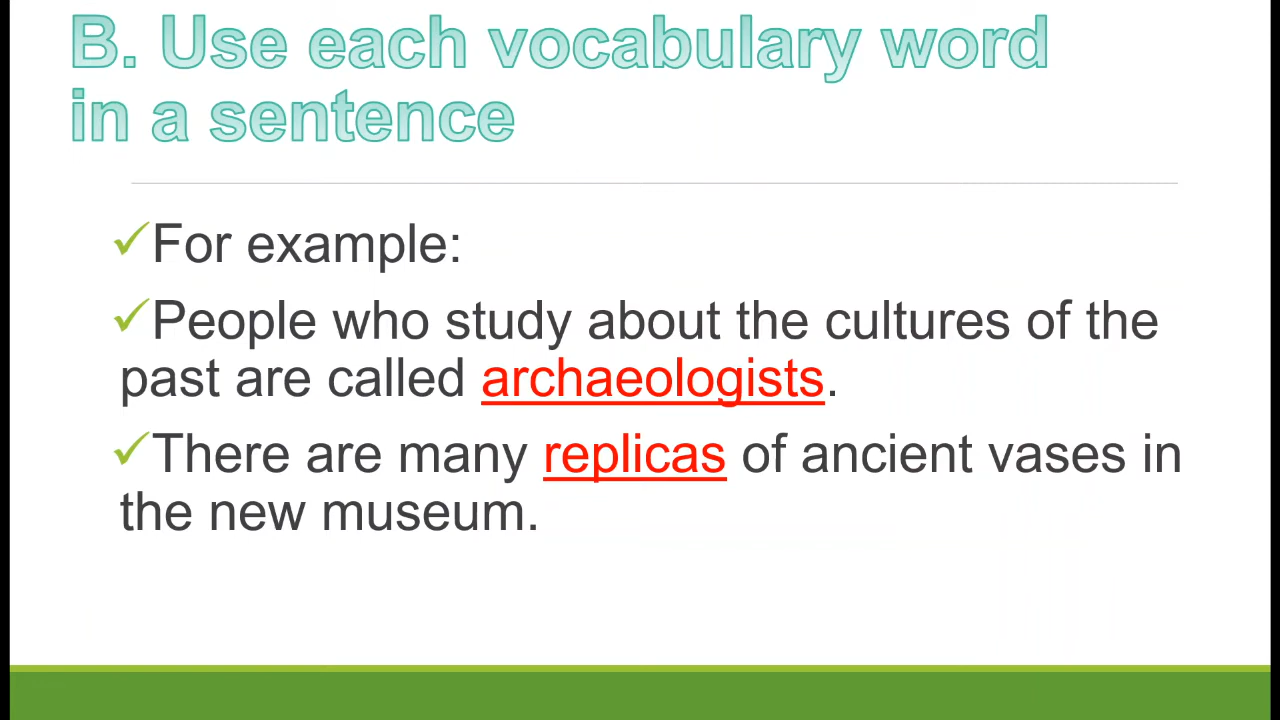 B. Use each vocabulary word
in a sentence
✓For example:
✓People who study about the cultures of the
past are called archaeologists.
✓There are many replicas of ancient vases in
the new museum.